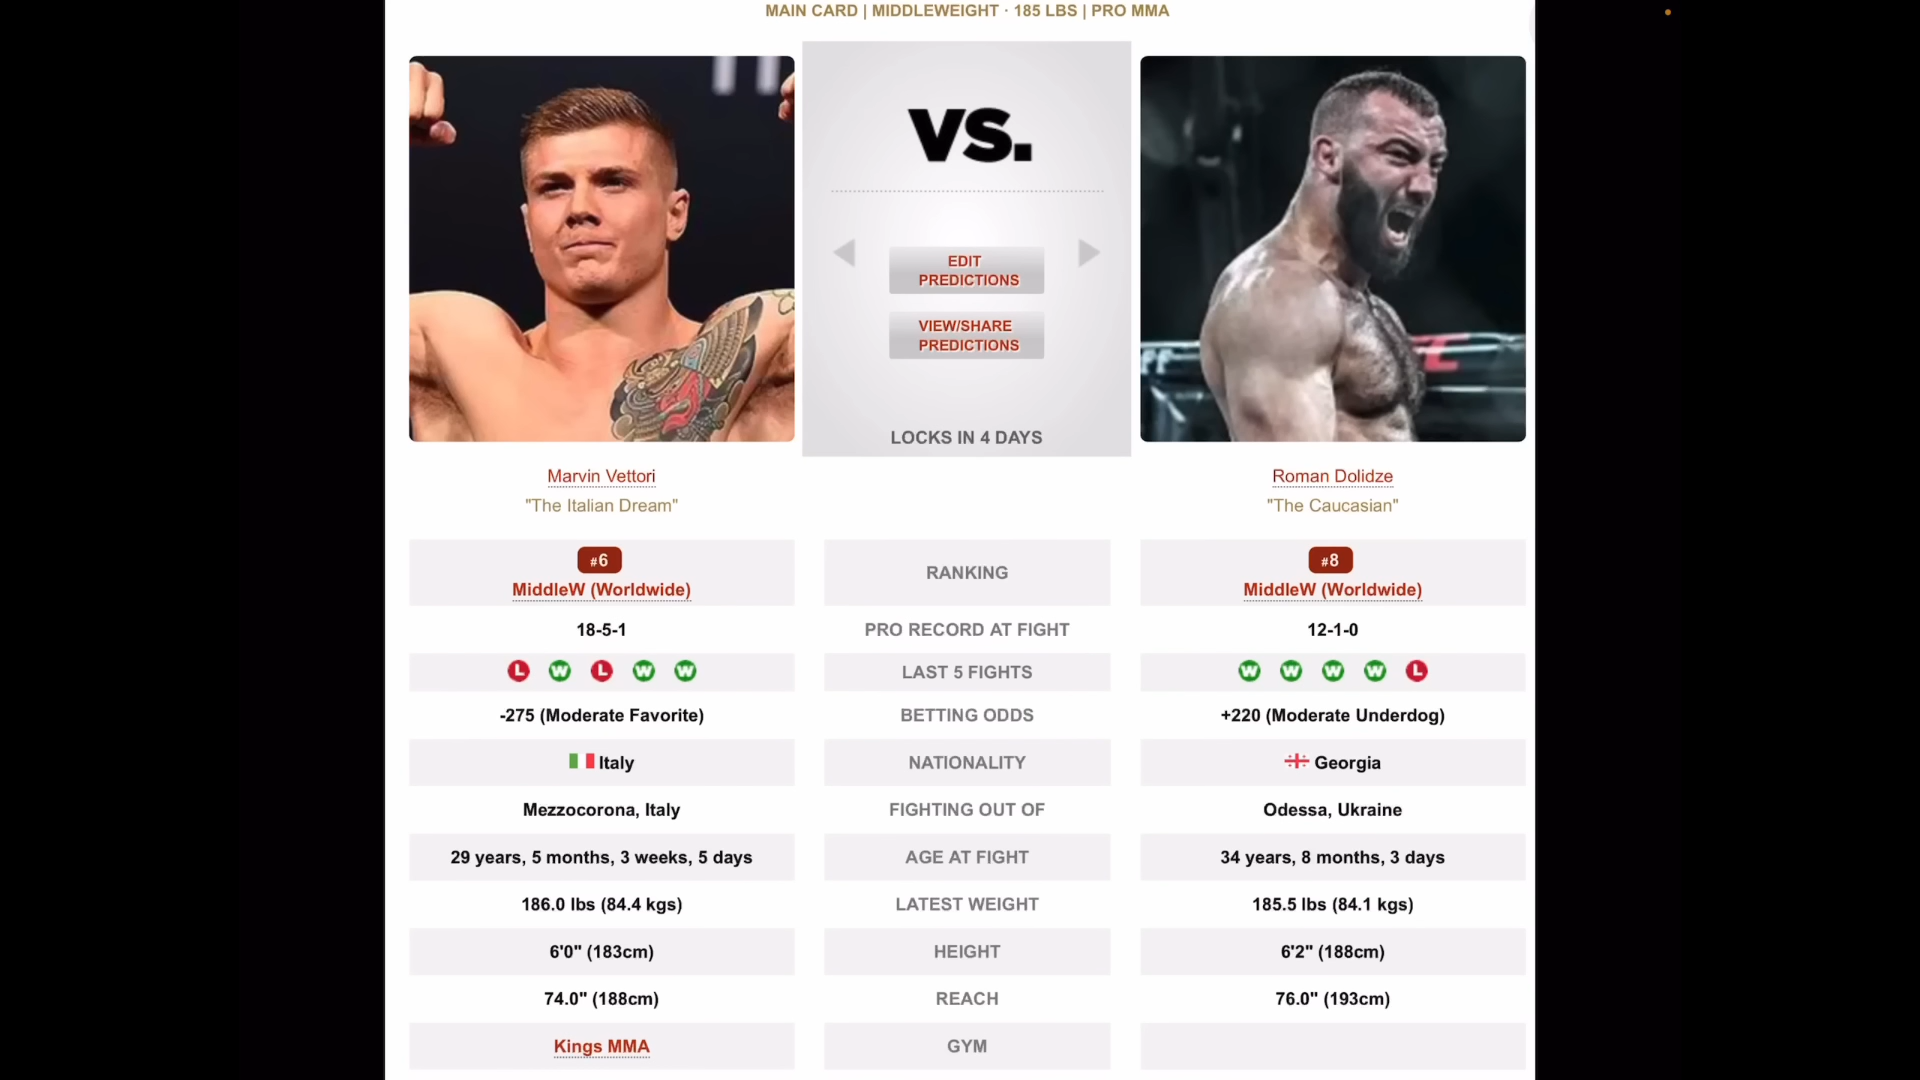 MAIN CARD | MIDDLEWEIGHT · 185 LBS | PRO MMA
VS.
EDIT
PREDICTIONS
VIEW/SHARE
PREDICTIONS
LOCKS IN 4 DAYS
Marvin Vettori
Roman Dolidze
"The Italian Dream"
"The Caucasian"
#6
MiddleW (Worldwide)
RANKING
#8
MiddleW (Worldwide)
18-5-1 PRO RECORD AT FIGHT 12-1-0
L W L W W LAST 5 FIGHTS W W W W L
-275 (Moderate Favorite) BETTING ODDS +220 (Moderate Underdog)
Italy NATIONALITY Georgia
Mezzocorona, Italy FIGHTING OUT OF Odessa, Ukraine
29 years, 5 months, 3 weeks, 5 days AGE AT FIGHT 34 years, 8 months, 3 days
186.0 lbs (84.4 kgs) LATEST WEIGHT 185.5 lbs (84.1 kgs)
6'0" (183cm) HEIGHT 6'2" (188cm)
74.0" (188cm) REACH 76.0" (193cm)
Kings MMA GYM